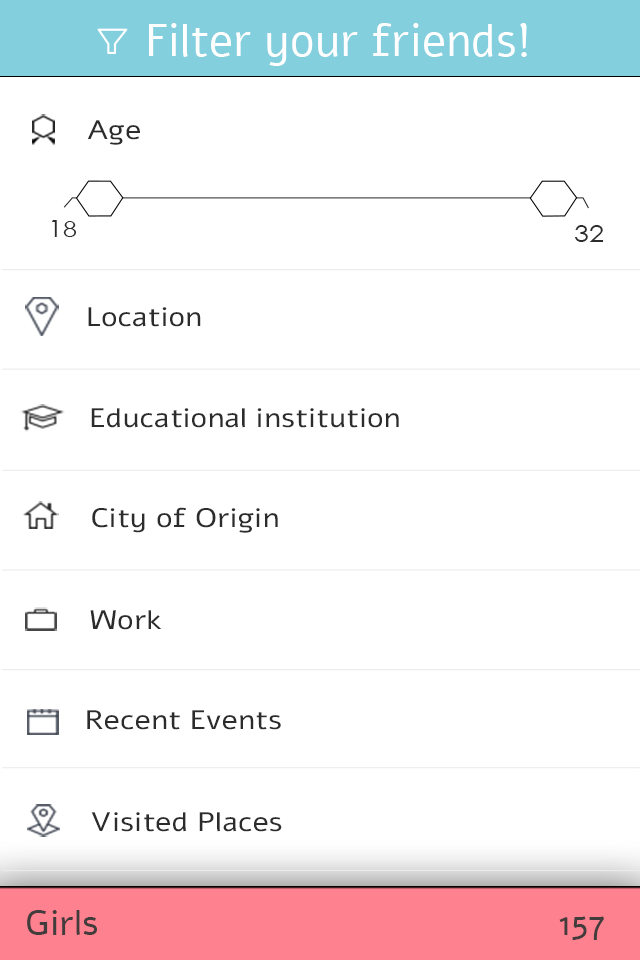 Filter your friends!
Age
18
32
Location
Educational institution
City of Origin
Work
Recent Events
Visited Places
Girls
157